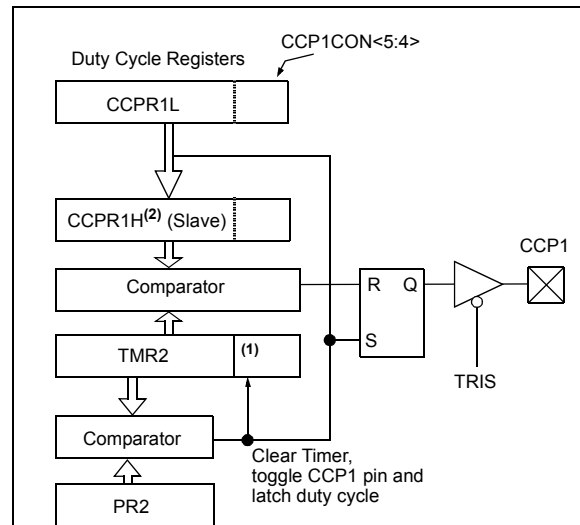 CCP1CON<5:4>
Duty Cycle Registers
CCPR1L
CCPR1H(2) (Slave)
CCP1
Comparator
R Q
TMR2 (1)
S
TRIS
Comparator
Clear Timer,
toggle CCP1 pin and
latch duty cycle
PR2